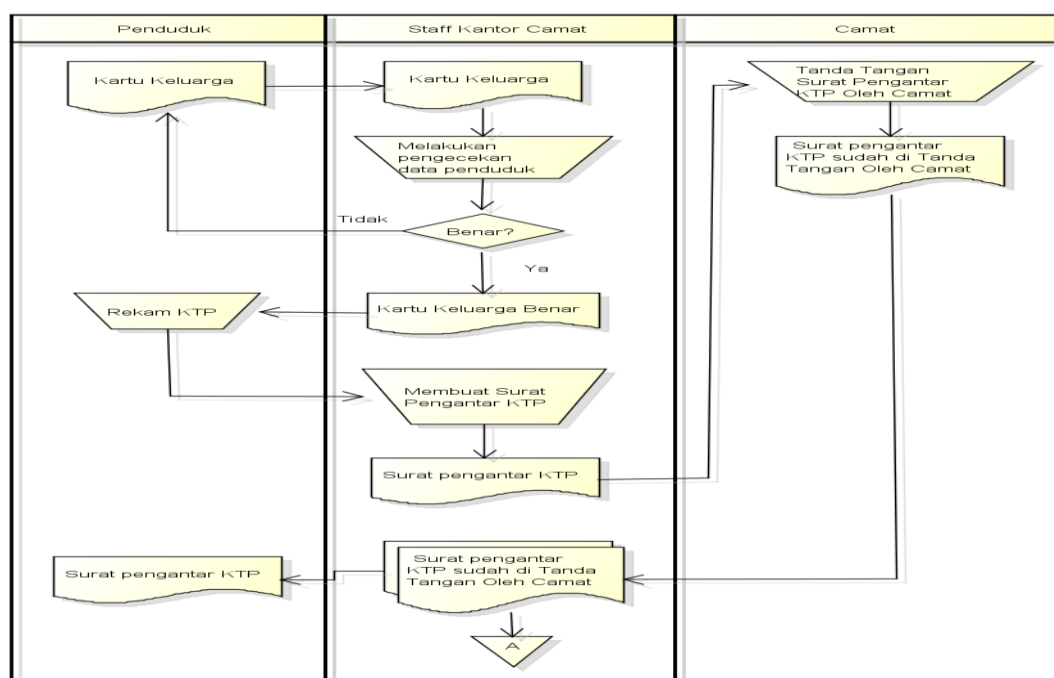 Penduduk
Staff Kantor Camat
Camat
Kartu Keluarga
Kartu Keluarga
Tanda Tangan
Surat Pengantar
KTP Oleh Camat
Melakukan
pengecekan
data penduduk
Surat pengantar
KTP sudah di Tanda
Tangan Oleh Camat
Tidak
Benar?
Ya
Rekam KTP
Kartu Keluarga Benar
Membuat Surat
Pengantar KTP
Surat pengantar KTP
Surat pengantar KTP
Surat pengantar
KTP sudah di Tanda
Tangan Oleh Camat
A